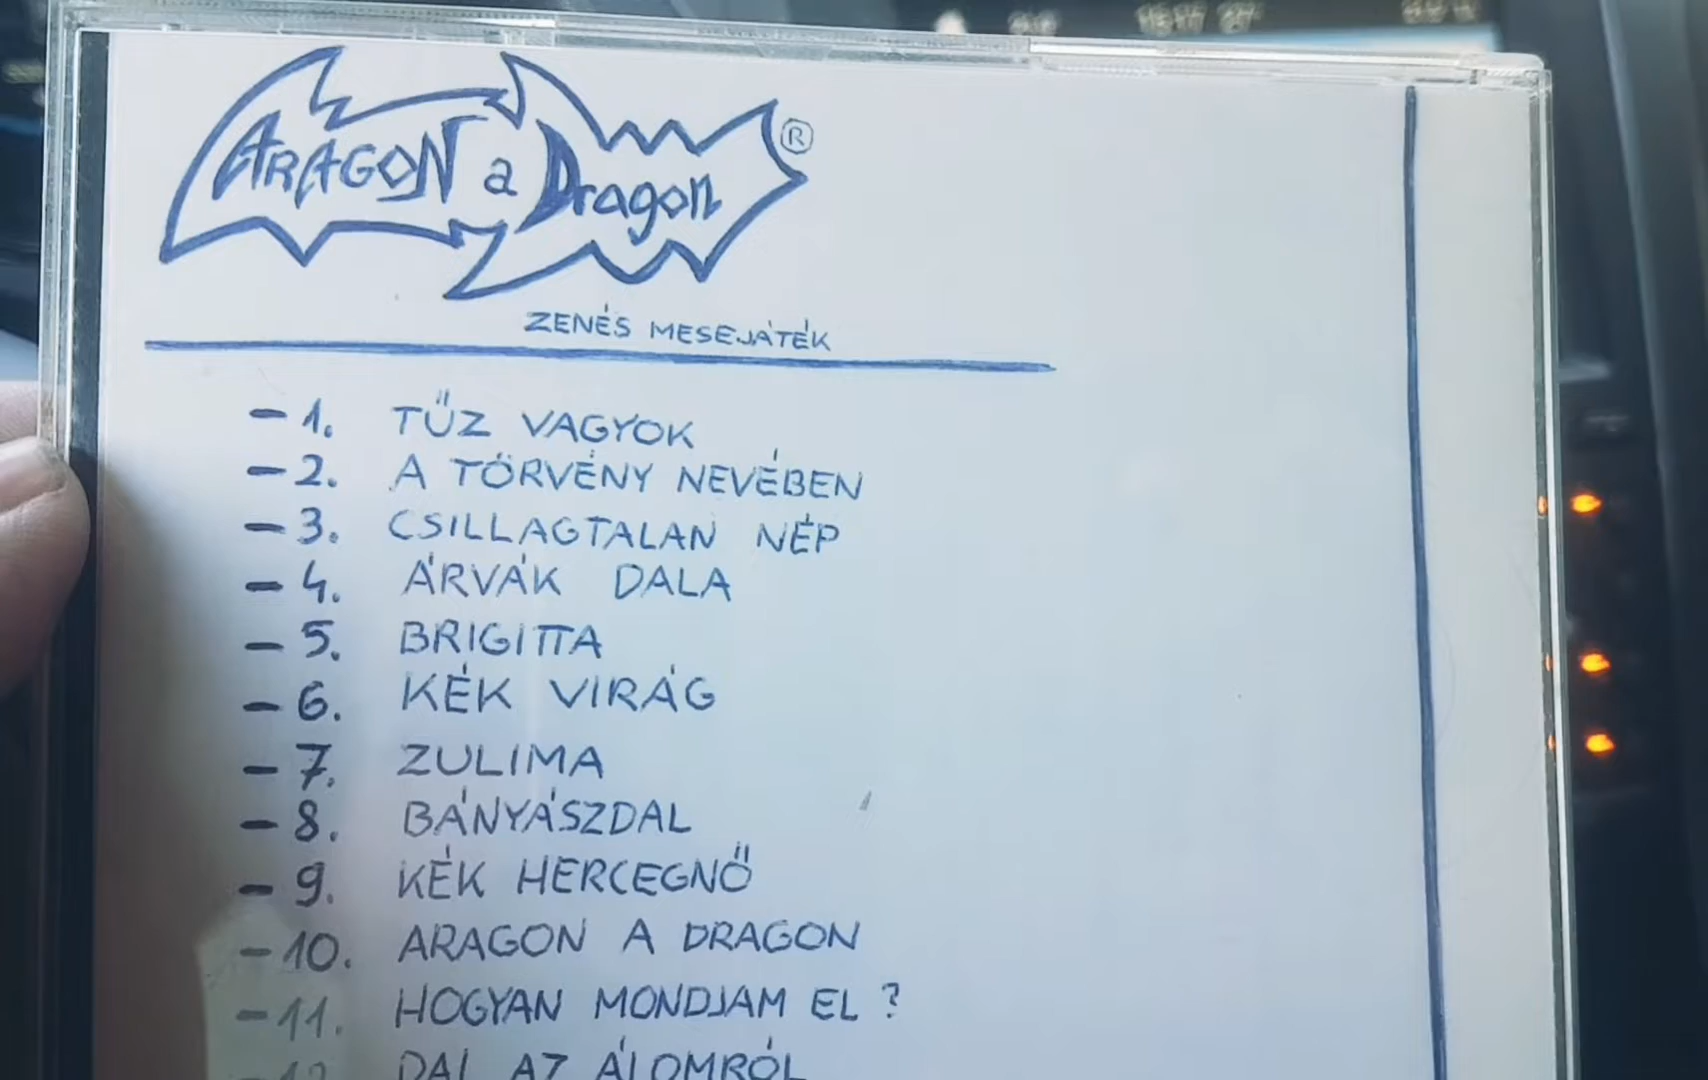 ARAGON a Dragon ®
ZENÉS MESEJÁTÉK
- 1. TŰZ VAGYOK
- 2. A TÖRVÉNY NEVÉBEN
- 3. CSILLAGTALAN NÉP
- 4. ÁRVÁK DALA
- 5. BRIGITTA
- 6. KÉK VIRÁG
- 7. ZULIMA
- 8. BÁNYÁSZDAL
- 9. KÉK HERCEGNŐ
- 10. ARAGON A DRAGON
- 11. HOGYAN MONDJAM EL ?
- 12. DAL AZ ÁLOMRÓL